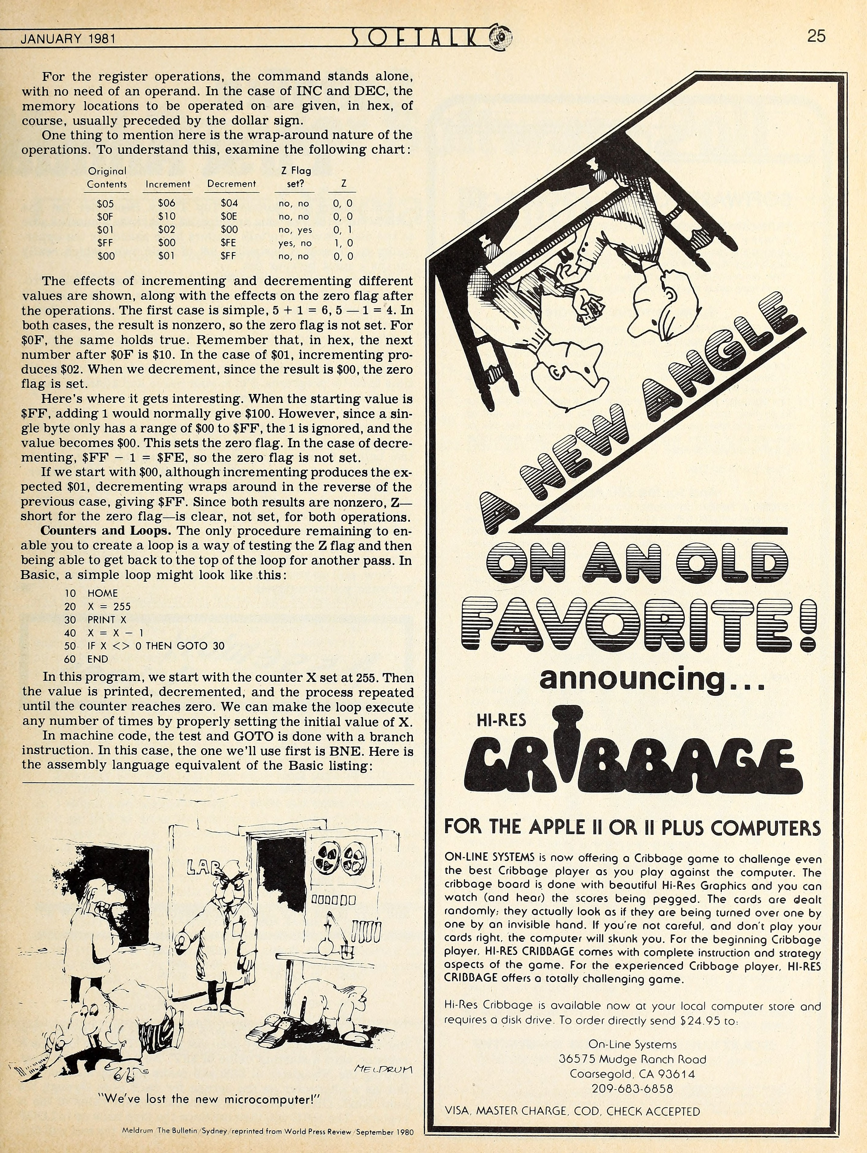 JANUARY 1981
SOFTALK
25
For the register operations, the command stands alone,
with no need of an operand. In the case of INC and DEC, the
memory locations to be operated on are given, in hex, of
course, usually preceded by the dollar sign.
One thing to mention here is the wrap-around nature of the
operations. To understand this, examine the following chart:
Original Contents Increment Decrement Z Flag set? Z
$05 $06 $04 no, no 0, 0
$0F $10 $0E no, no 0, 0
$01 $02 $00 no, yes 0, 1
$FF $00 $FE yes, no 1, 0
$00 $01 $FF no, no 0, 0
The effects of incrementing and decrementing different
values are shown, along with the effects on the zero flag after
the operations. The first case is simple, 5 + 1 = 6, 5 — 1 = 4. In
both cases, the result is nonzero, so the zero flag is not set. For
$0F, the same holds true. Remember that, in hex, the next
number after $0F is $10. In the case of $01, incrementing pro-
duces $02. When we decrement, since the result is $00, the zero
flag is set.
Here's where it gets interesting. When the starting value is
$FF, adding 1 would normally give $100. However, since a sin-
gle byte only has a range of $00 to $FF, the 1 is ignored, and the
value becomes $00. This sets the zero flag. In the case of decre-
menting, $FF − 1 = $FE, so the zero flag is not set.
If we start with $00, although incrementing produces the ex-
pected $01, decrementing wraps around in the reverse of the
previous case, giving $FF. Since both results are nonzero, Z—
short for the zero flag—is clear, not set, for both operations.
Counters and Loops. The only procedure remaining to en-
able you to create a loop is a way of testing the Z flag and then
being able to get back to the top of the loop for another pass. In
Basic, a simple loop might look like this:
10 HOME
20 X = 255
30 PRINT X
40 X = X − 1
50 IF X <> 0 THEN GOTO 30
60 END
In this program, we start with the counter X set at 255. Then
the value is printed, decremented, and the process repeated
until the counter reaches zero. We can make the loop execute
any number of times by properly setting the initial value of X.
In machine code, the test and GOTO is done with a branch
instruction. In this case, the one we'll use first is BNE. Here is
the assembly language equivalent of the Basic listing:
LAB
MELDRUM
"We've lost the new microcomputer!"
Meldrum/The Bulletin/Sydney/reprinted from World Press Review/September 1980
A NEW ANGLE
ON AN OLD
FAVORITE!
announcing...
HI-RES
CRIBBAGE
FOR THE APPLE II OR II PLUS COMPUTERS
ON-LINE SYSTEMS is now offering a Cribbage game to challenge even
the best Cribbage player as you play against the computer. The
cribbage board is done with beautiful Hi-Res Graphics and you can
watch (and hear) the scores being pegged. The cards are dealt
randomly; they actually look as if they are being turned over one by
one by an invisible hand. If you're not careful, and don't play your
cards right, the computer will skunk you. For the beginning Cribbage
player, HI-RES CRIBBAGE comes with complete instruction and strategy
aspects of the game. For the experienced Cribbage player, HI-RES
CRIBBAGE offers a totally challenging game.
Hi-Res Cribbage is available now at your local computer store and
requires a disk drive. To order directly send $24.95 to:
On-Line Systems
36575 Mudge Ranch Road
Coarsegold, CA 93614
209-683-6858
VISA, MASTER CHARGE, COD, CHECK ACCEPTED